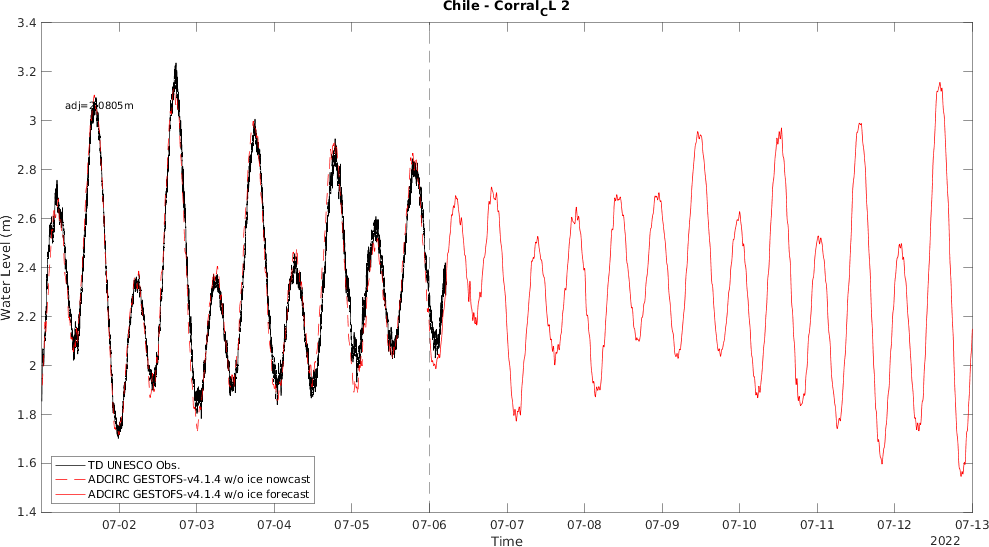 Chile - Corral_CL 2
3.4
3.2
3
2.8
2.6
2.4
2.2
2
1.8
1.6
1.4
Water Level (m)
adj=2.0805m
TD UNESCO Obs.
ADCIRC GESTOFS-v4.1.4 w/o ice nowcast
ADCIRC GESTOFS-v4.1.4 w/o ice forecast
07-02 07-03 07-04 07-05 07-06 07-07 07-08 07-09 07-10 07-11 07-12 07-13
Time
2022